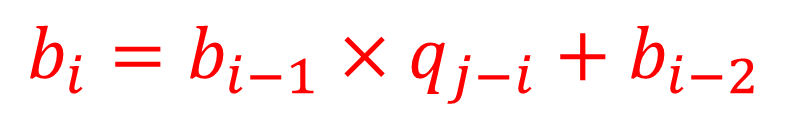 b_i = b_{i-1} × q_{j-i} + b_{i-2}